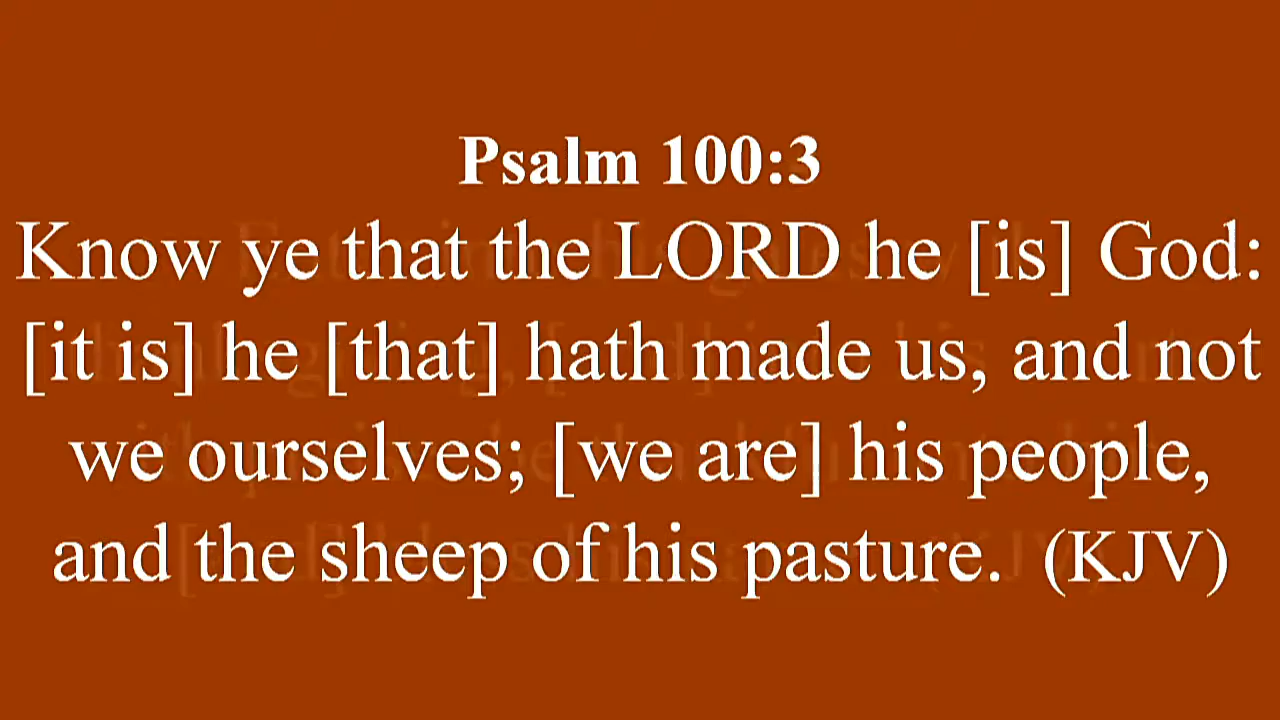 Psalm 100:3
Know ye that the LORD he [is] God:
[it is] he [that] hath made us, and not
we ourselves; [we are] his people,
and the sheep of his pasture.  (KJV)